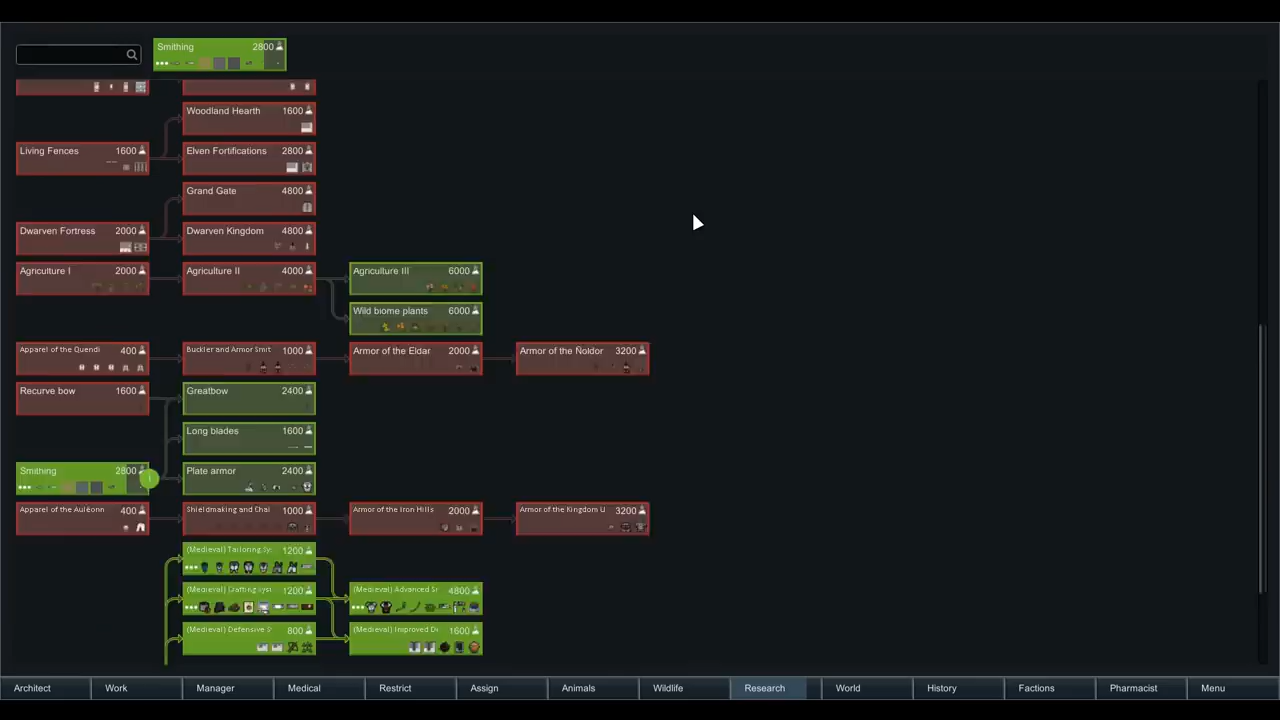 Smithing 2800
Woodland Hearth 1600
Living Fences 1600
Elven Fortifications 2800
Grand Gate 4800
Dwarven Fortress 2000
Dwarven Kingdom 4800
Agriculture I 2000
Agriculture II 4000
Agriculture III 6000
Wild biome plants 6000
Apparel of the Quendi 400
Buckler and Armor Smit 1000
Armor of the Eldar 2000
Armor of the Ñoldor 3200
Recurve bow 1600
Greatbow 2400
Long blades 1600
Smithing 2800
Plate armor 2400
Apparel of the Aulëonn 400
Shieldmaking and Chai 1000
Armor of the Iron Hills 2000
Armor of the Kingdom U 3200
(Medieval) Tailoring Sy: 1200
(Medieval) Crafting Syst 1200
(Medieval) Advanced Sr 4800
(Medieval) Defensive S 800
(Medieval) Improved De 1600
Architect Work Manager Medical Restrict Assign Animals Wildlife Research World History Factions Pharmacist Menu